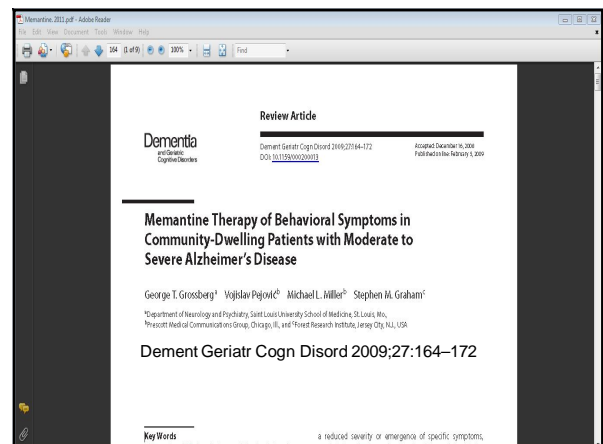 Memantine. 2011.pdf - Adobe Reader
File Edit View Document Tools Window Help
164 (1 of 9) 100% Find
Review Article
Dementia
and Geriatric
Cognitive Disorders
Dement Geriatr Cogn Disord 2009;27:164–172
DOI: 10.1159/000200013
Accepted: December 16, 2008
Published online: February 5, 2009
Memantine Therapy of Behavioral Symptoms in
Community-Dwelling Patients with Moderate to
Severe Alzheimer's Disease
George T. Grossberg a Vojislav Pejović b Michael L. Miller b Stephen M. Graham c
a Department of Neurology and Psychiatry, Saint Louis University School of Medicine, St. Louis, Mo.,
b Prescott Medical Communications Group, Chicago, Ill., and c Forest Research Institute, Jersey City, N.J., USA
Dement Geriatr Cogn Disord 2009;27:164–172
Key Words
a reduced severity or emergence of specific symptoms,